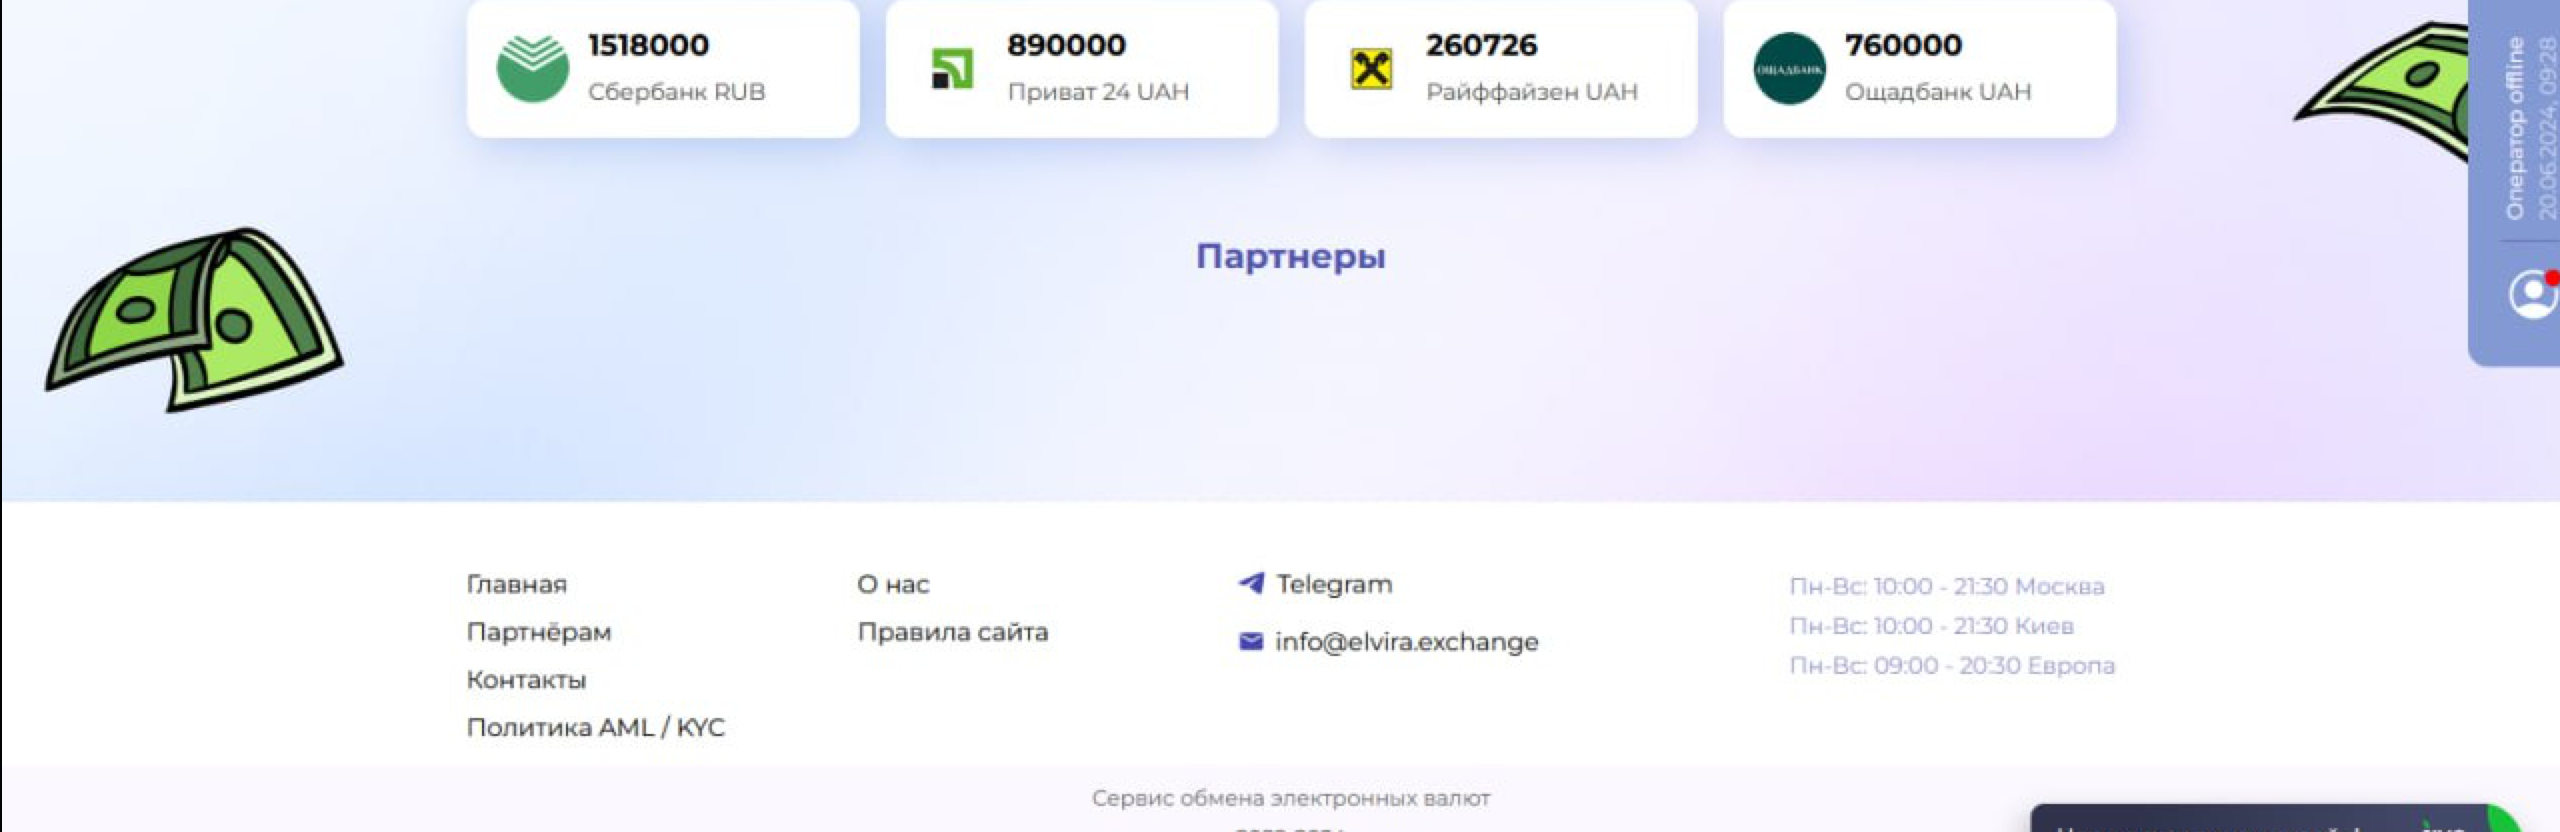 1518000
Сбербанк RUB
890000
Приват 24 UAH
260726
Райффайзен UAH
ОЩАДБАНК
760000
Ощадбанк UAH
Оператор offline
20.06.2024, 09:28
Партнеры
Главная
Партнёрам
Контакты
Политика AML / KYC
О нас
Правила сайта
Telegram
info@elvira.exchange
Пн-Вс: 10:00 - 21:30 Москва
Пн-Вс: 10:00 - 21:30 Киев
Пн-Вс: 09:00 - 20:30 Европа
Сервис обмена электронных валют